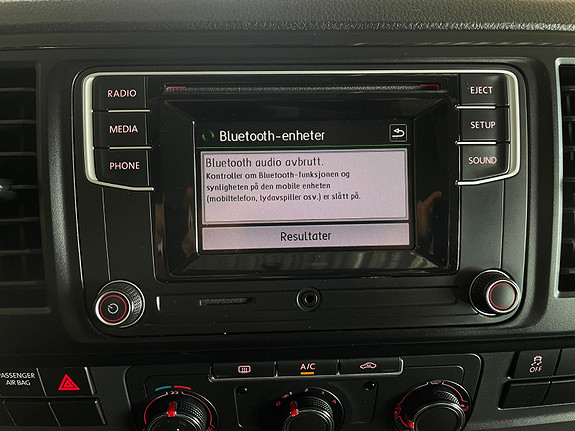 RADIO
MEDIA
PHONE
EJECT
SETUP
SOUND
Bluetooth-enheter
Bluetooth audio avbrutt.
Kontroller om Bluetooth-funksjonen og
synligheten på den mobile enheten
(mobiltelefon, lydavspiller osv.) er slått på.
Resultater
PASSENGER
AIR BAG
A/C
OFF
22